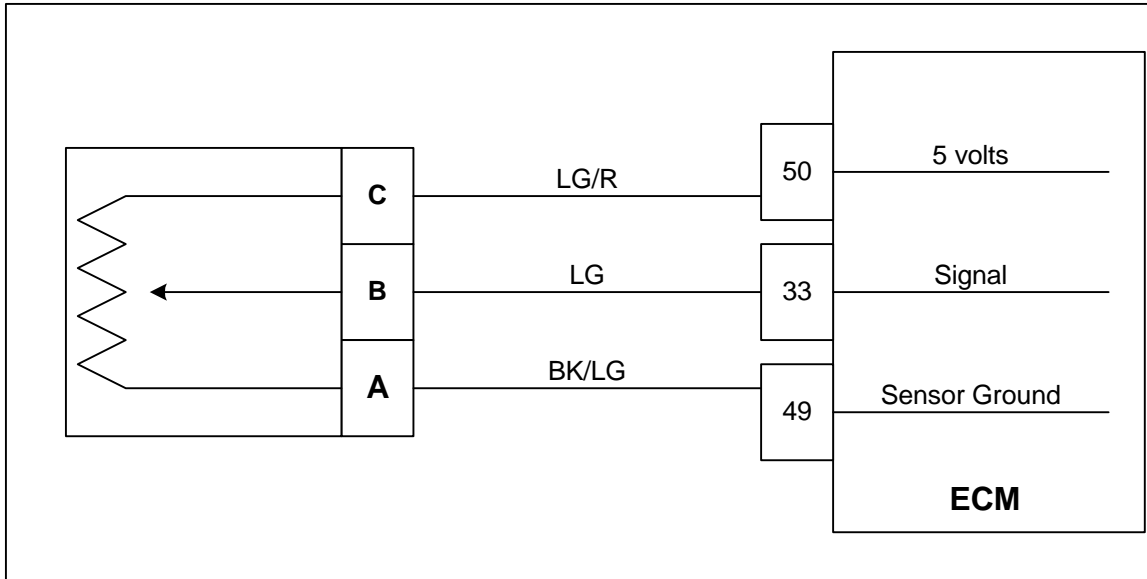 C
LG/R
50
5 volts
B
LG
33
Signal
A
BK/LG
49
Sensor Ground
ECM